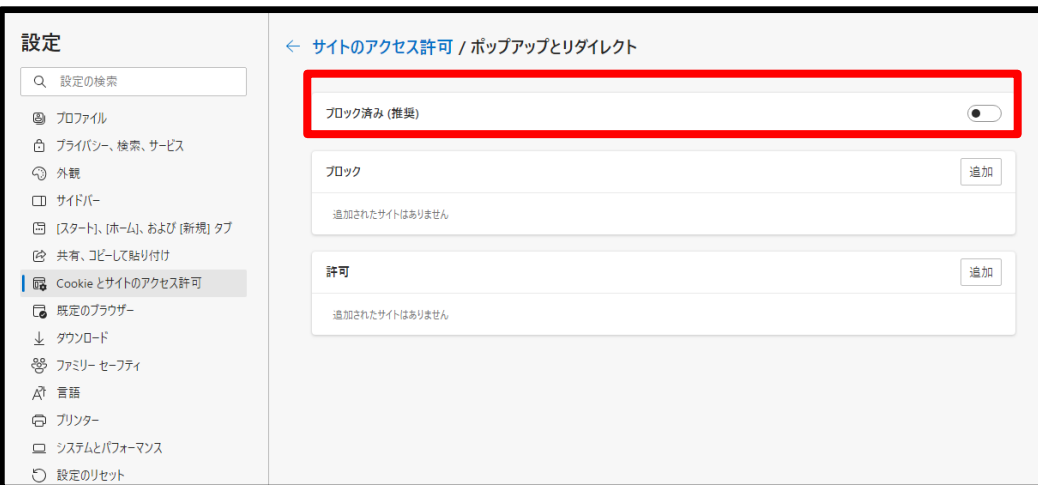 設定
設定の検索
プロファイル
プライバシー、検索、サービス
外観
サイドバー
[スタート]、[ホーム]、および [新規] タブ
共有、コピーして貼り付け
Cookie とサイトのアクセス許可
既定のブラウザー
ダウンロード
ファミリー セーフティ
言語
プリンター
システムとパフォーマンス
設定のリセット
サイトのアクセス許可 / ポップアップとリダイレクト
ブロック済み (推奨)
ブロック 追加
追加されたサイトはありません
許可 追加
追加されたサイトはありません